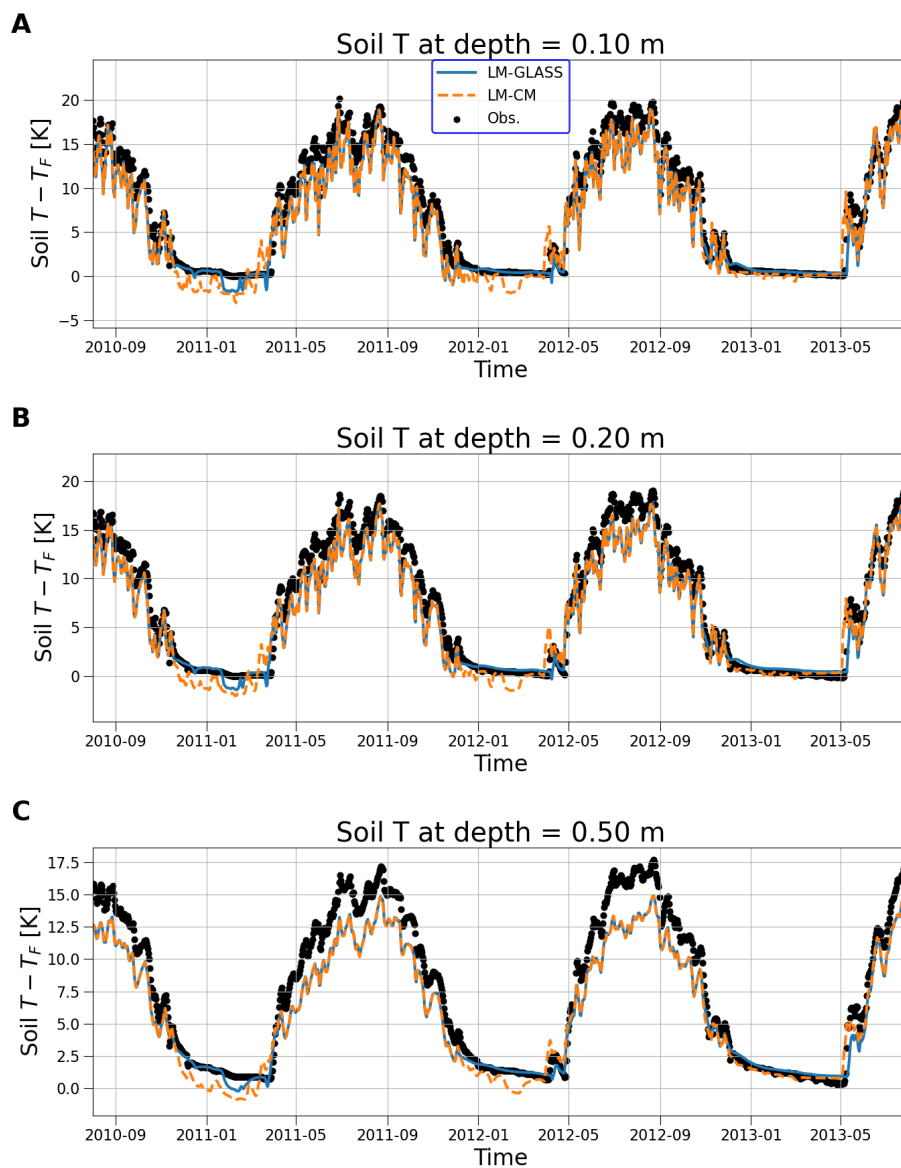 A
Soil T at depth = 0.10 m
LM-GLASS
LM-CM
Obs.
Soil T − T_F [K]
20
15
10
5
0
−5
2010-09 2011-01 2011-05 2011-09 2012-01 2012-05 2012-09 2013-01 2013-05
Time
B
Soil T at depth = 0.20 m
Soil T − T_F [K]
20
15
10
5
0
2010-09 2011-01 2011-05 2011-09 2012-01 2012-05 2012-09 2013-01 2013-05
Time
C
Soil T at depth = 0.50 m
Soil T − T_F [K]
17.5
15.0
12.5
10.0
7.5
5.0
2.5
0.0
2010-09 2011-01 2011-05 2011-09 2012-01 2012-05 2012-09 2013-01 2013-05
Time